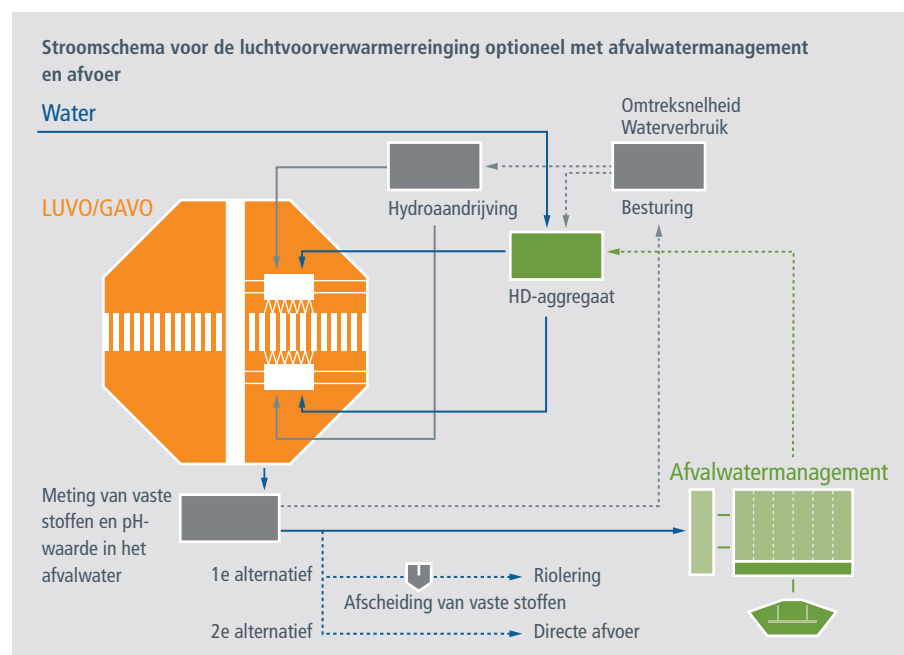 Stroomschema voor de luchtvoorverwarmerreinging optioneel met afvalwatermanagement
en afvoer
Water
Omtreksnelheid
Waterverbruik
LUVO/GAVO
Hydroaandrijving
Besturing
HD-aggregaat
Afvalwatermanagement
Meting van vaste
stoffen en pH-
waarde in het
afvalwater
1e alternatief
Riolering
Afscheiding van vaste stoffen
2e alternatief
Directe afvoer